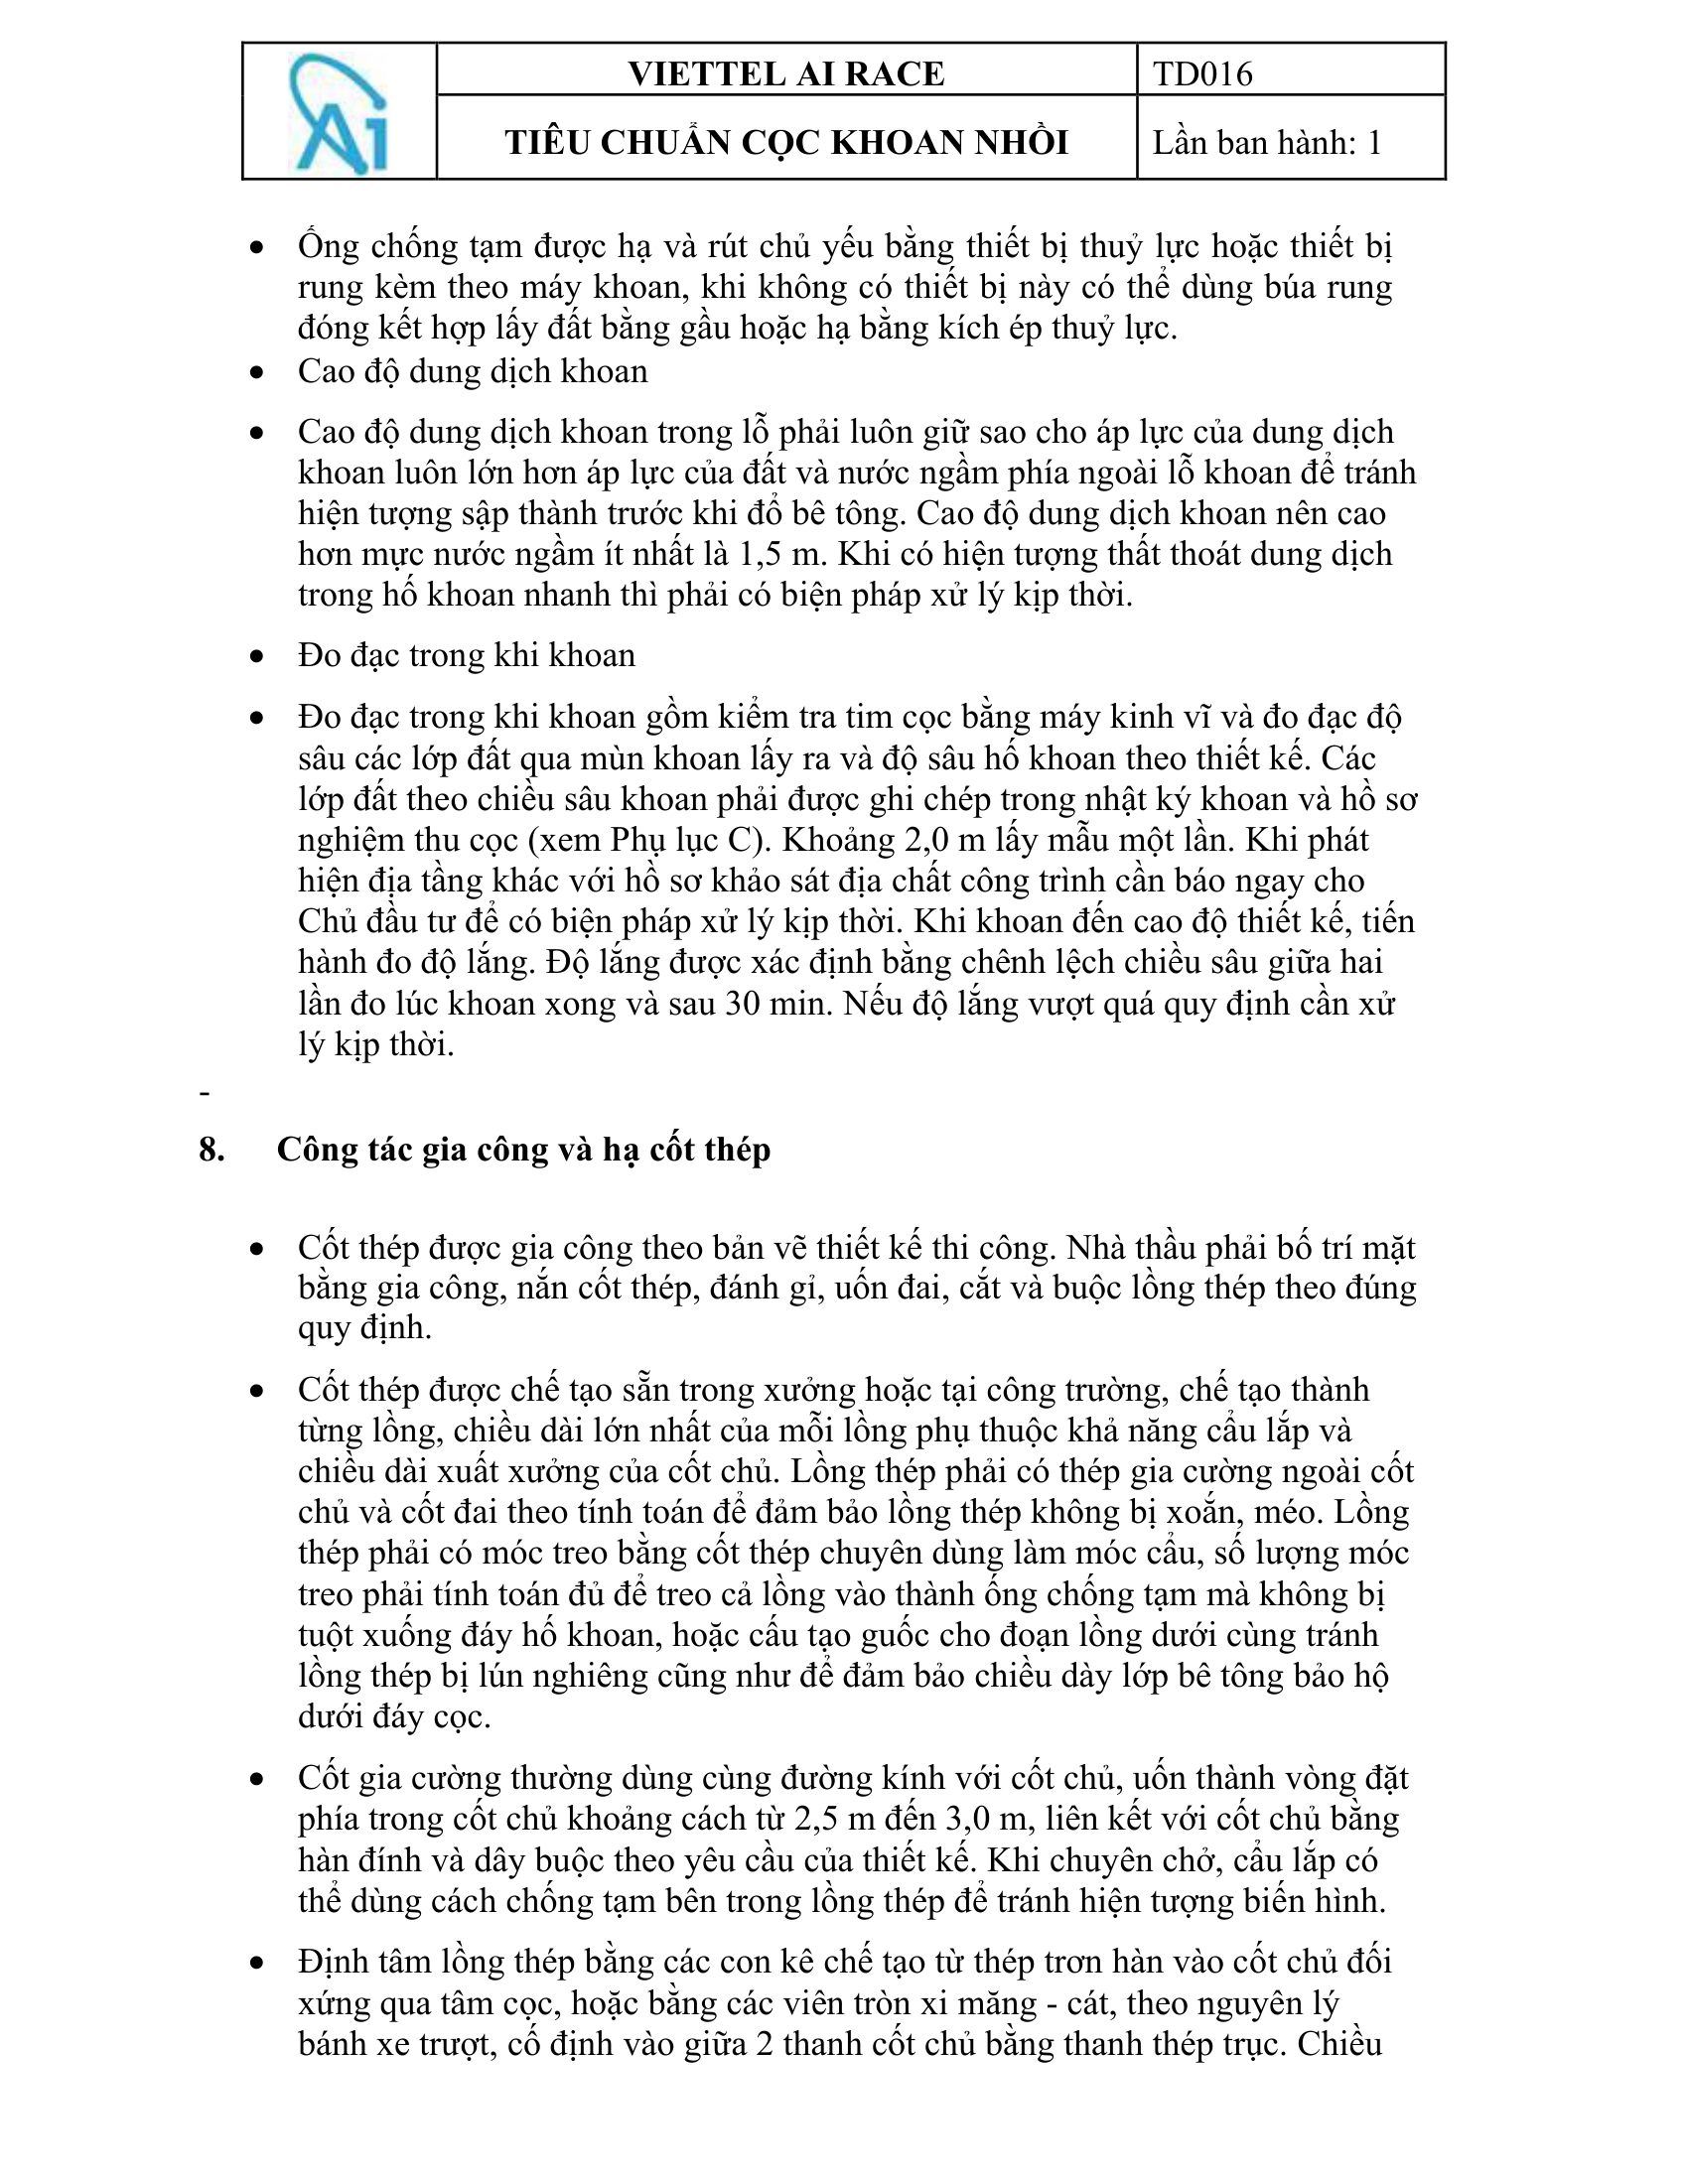 Ai
VIETTEL AI RACE
TD016
TIÊU CHUẨN CỌC KHOAN NHỒI
Lần ban hành: 1
• Ống chống tạm được hạ và rút chủ yếu bằng thiết bị thuỷ lực hoặc thiết bị
rung kèm theo máy khoan, khi không có thiết bị này có thể dùng búa rung
đóng kết hợp lấy đất bằng gầu hoặc hạ bằng kích ép thuỷ lực.
• Cao độ dung dịch khoan
• Cao độ dung dịch khoan trong lỗ phải luôn giữ sao cho áp lực của dung dịch
khoan luôn lớn hơn áp lực của đất và nước ngầm phía ngoài lỗ khoan để tránh
hiện tượng sập thành trước khi đổ bê tông. Cao độ dung dịch khoan nên cao
hơn mực nước ngầm ít nhất là 1,5 m. Khi có hiện tượng thất thoát dung dịch
trong hố khoan nhanh thì phải có biện pháp xử lý kịp thời.
• Đo đạc trong khi khoan
• Đo đạc trong khi khoan gồm kiểm tra tim cọc bằng máy kinh vĩ và đo đạc độ
sâu các lớp đất qua mùn khoan lấy ra và độ sâu hố khoan theo thiết kế. Các
lớp đất theo chiều sâu khoan phải được ghi chép trong nhật ký khoan và hồ sơ
nghiệm thu cọc (xem Phụ lục C). Khoảng 2,0 m lấy mẫu một lần. Khi phát
hiện địa tầng khác với hồ sơ khảo sát địa chất công trình cần báo ngay cho
Chủ đầu tư để có biện pháp xử lý kịp thời. Khi khoan đến cao độ thiết kế, tiến
hành đo độ lắng. Độ lắng được xác định bằng chênh lệch chiều sâu giữa hai
lần đo lúc khoan xong và sau 30 min. Nếu độ lắng vượt quá quy định cần xử
lý kịp thời.
-
8. Công tác gia công và hạ cốt thép
• Cốt thép được gia công theo bản vẽ thiết kế thi công. Nhà thầu phải bố trí mặt
bằng gia công, nắn cốt thép, đánh gỉ, uốn đai, cắt và buộc lồng thép theo đúng
quy định.
• Cốt thép được chế tạo sẵn trong xưởng hoặc tại công trường, chế tạo thành
từng lồng, chiều dài lớn nhất của mỗi lồng phụ thuộc khả năng cẩu lắp và
chiều dài xuất xưởng của cốt chủ. Lồng thép phải có thép gia cường ngoài cốt
chủ và cốt đai theo tính toán để đảm bảo lồng thép không bị xoắn, méo. Lồng
thép phải có móc treo bằng cốt thép chuyên dùng làm móc cẩu, số lượng móc
treo phải tính toán đủ để treo cả lồng vào thành ống chống tạm mà không bị
tuột xuống đáy hố khoan, hoặc cấu tạo guốc cho đoạn lồng dưới cùng tránh
lồng thép bị lún nghiêng cũng như để đảm bảo chiều dày lớp bê tông bảo hộ
dưới đáy cọc.
• Cốt gia cường thường dùng cùng đường kính với cốt chủ, uốn thành vòng đặt
phía trong cốt chủ khoảng cách từ 2,5 m đến 3,0 m, liên kết với cốt chủ bằng
hàn đính và dây buộc theo yêu cầu của thiết kế. Khi chuyên chở, cẩu lắp có
thể dùng cách chống tạm bên trong lồng thép để tránh hiện tượng biến hình.
• Định tâm lồng thép bằng các con kê chế tạo từ thép trơn hàn vào cốt chủ đối
xứng qua tâm cọc, hoặc bằng các viên tròn xi măng - cát, theo nguyên lý
bánh xe trượt, cố định vào giữa 2 thanh cốt chủ bằng thanh thép trục. Chiều